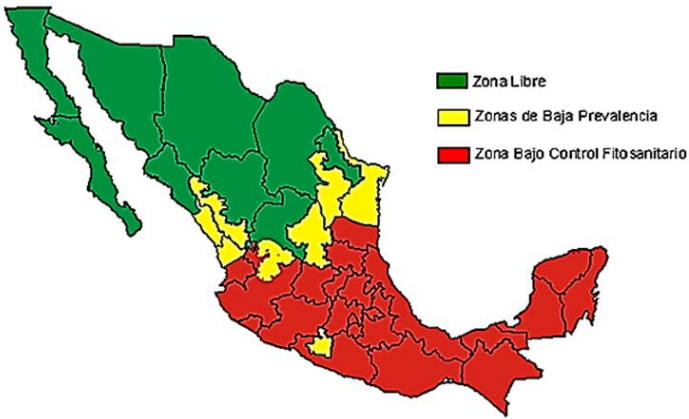 Zona Libre
Zonas de Baja Prevalencia
Zona Bajo Control Fitosanitario